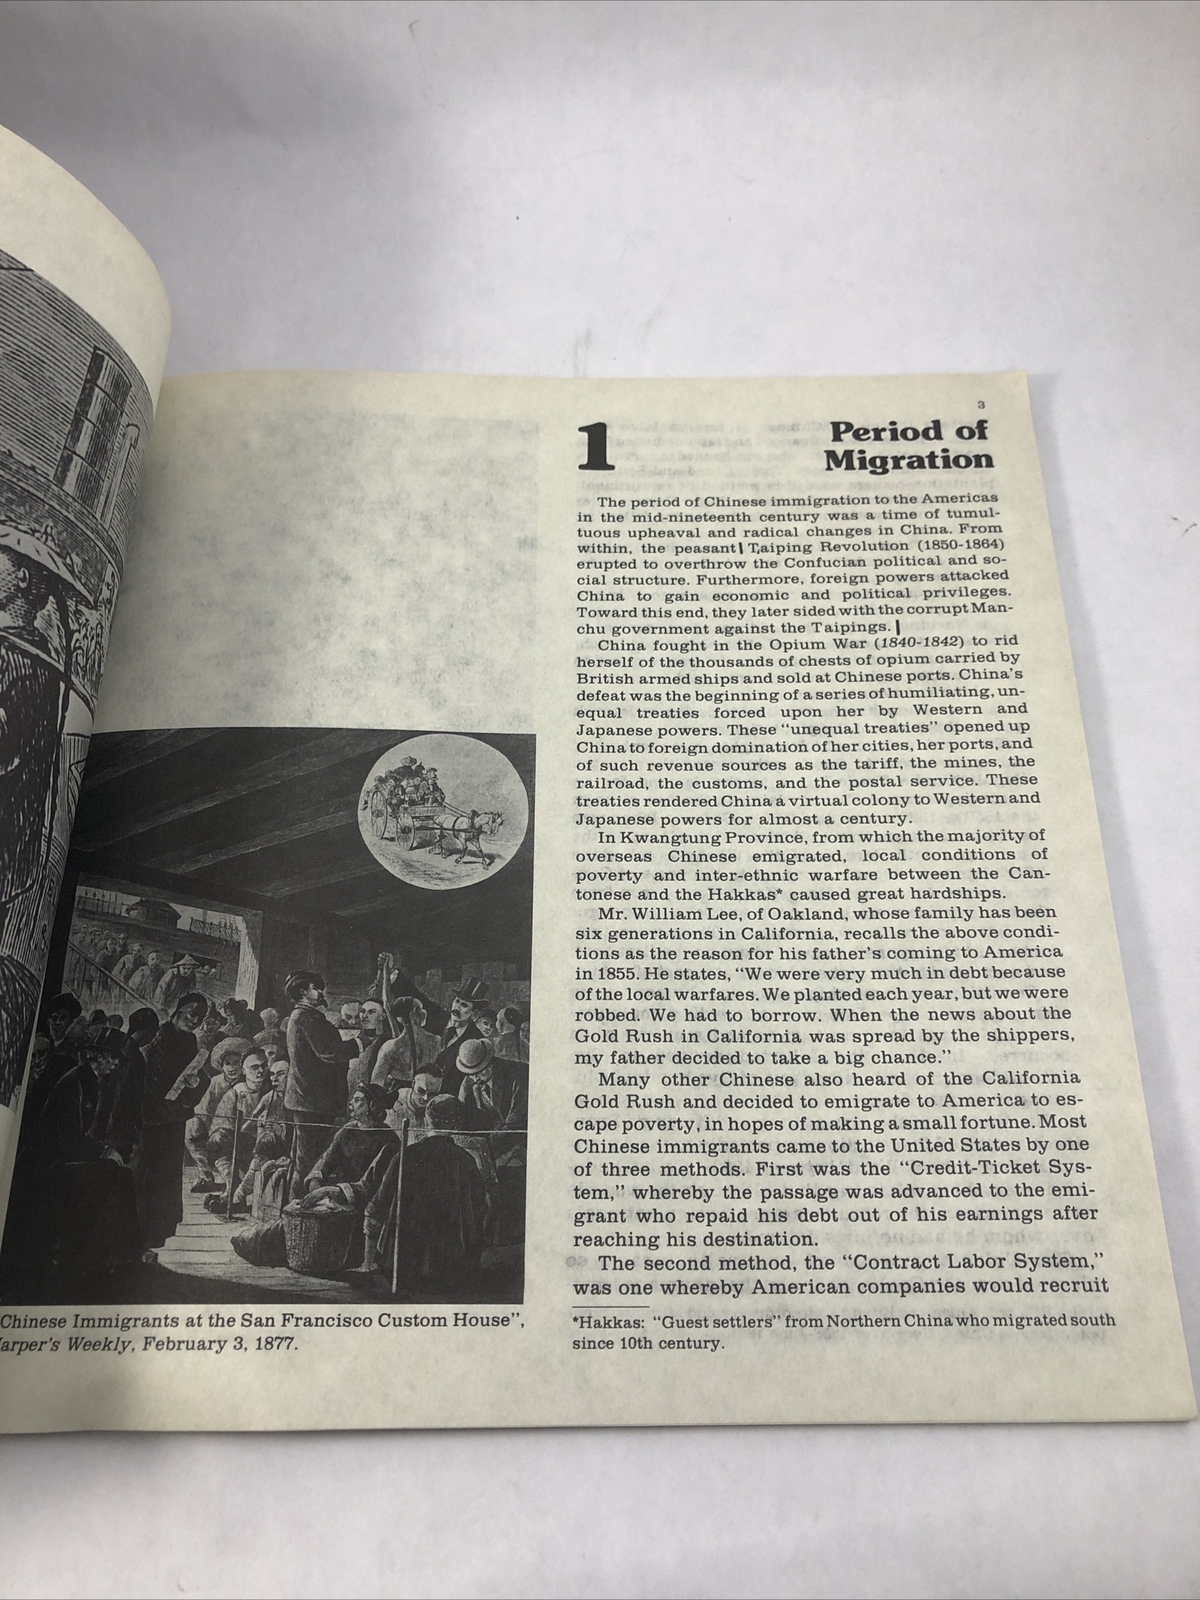 3
1
Period of
Migration
The period of Chinese immigration to the Americas
in the mid-nineteenth century was a time of tumul-
tuous upheaval and radical changes in China. From
within, the peasant Taiping Revolution (1850-1864)
erupted to overthrow the Confucian political and so-
cial structure. Furthermore, foreign powers attacked
China to gain economic and political privileges.
Toward this end, they later sided with the corrupt Man-
chu government against the Taipings.
China fought in the Opium War (1840-1842) to rid
herself of the thousands of chests of opium carried by
British armed ships and sold at Chinese ports. China's
defeat was the beginning of a series of humiliating, un-
equal treaties forced upon her by Western and
Japanese powers. These "unequal treaties" opened up
China to foreign domination of her cities, her ports, and
of such revenue sources as the tariff, the mines, the
railroad, the customs, and the postal service. These
treaties rendered China a virtual colony to Western and
Japanese powers for almost a century.
In Kwangtung Province, from which the majority of
overseas Chinese emigrated, local conditions of
poverty and inter-ethnic warfare between the Can-
tonese and the Hakkas* caused great hardships.
Mr. William Lee, of Oakland, whose family has been
six generations in California, recalls the above condi-
tions as the reason for his father's coming to America
in 1855. He states, "We were very much in debt because
of the local warfares. We planted each year, but we were
robbed. We had to borrow. When the news about the
Gold Rush in California was spread by the shippers,
my father decided to take a big chance."
Many other Chinese also heard of the California
Gold Rush and decided to emigrate to America to es-
cape poverty, in hopes of making a small fortune. Most
Chinese immigrants came to the United States by one
of three methods. First was the "Credit-Ticket Sys-
tem," whereby the passage was advanced to the emi-
grant who repaid his debt out of his earnings after
reaching his destination.
The second method, the "Contract Labor System,"
was one whereby American companies would recruit
*Hakkas: "Guest settlers" from Northern China who migrated south
since 10th century.
Chinese Immigrants at the San Francisco Custom House",
arper's Weekly, February 3, 1877.